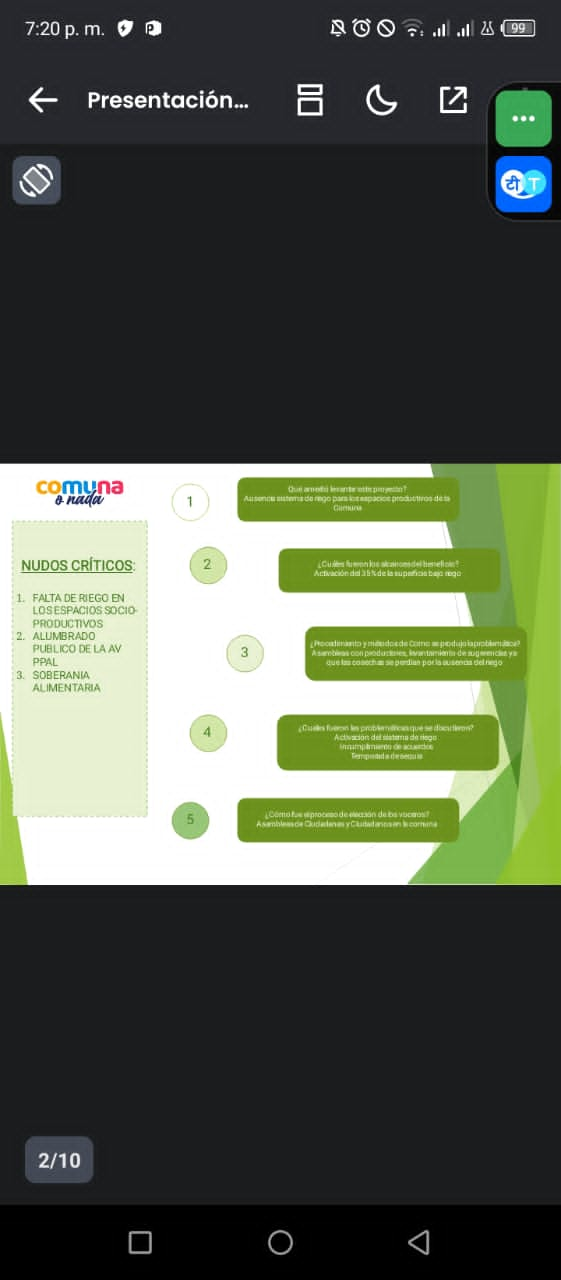 7:20 p. m.
99
Presentación...
टी T
comuna
o nada
NUDOS CRÍTICOS:
1. FALTA DE RIEGO EN
LOS ESPACIOS SOCIO-
PRODUCTIVOS
2. ALUMBRADO
PUBLICO DE LA AV
PPAL
3. SOBERANIA
ALIMENTARIA
1
Qué ameritó levantar este proyecto?
Ausencia sistema de riego para los espacios productivos de la
Comuna
2
¿Cuáles fueron los alcances del beneficio?
Activación del 35% de la superficie bajo riego
3
¿Procedimiento y métodos de Como se produjo la problemática?
Asambleas con productores, levantamiento de sugerencias ya
que las cosechas se perdían por la ausencia del riego
4
¿Cuáles fueron las problemáticas que se discutieron?
Activación del sistema de riego
Incumplimiento de acuerdos
Temporada de sequía
5
¿Cómo fue el proceso de elección de los voceros?
Asambleas de Ciudadanas y Ciudadanos en la comuna
2/10